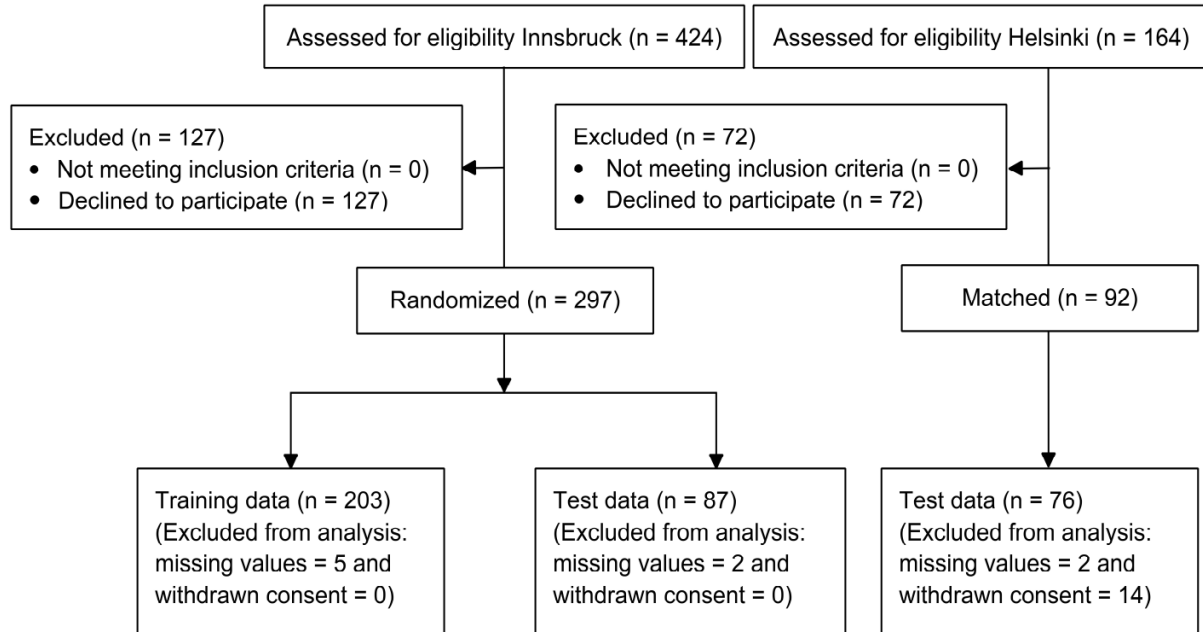 Assessed for eligibility Innsbruck (n = 424)
Assessed for eligibility Helsinki (n = 164)
Excluded (n = 127)
• Not meeting inclusion criteria (n = 0)
• Declined to participate (n = 127)
Excluded (n = 72)
• Not meeting inclusion criteria (n = 0)
• Declined to participate (n = 72)
Randomized (n = 297)
Matched (n = 92)
Training data (n = 203)
(Excluded from analysis:
missing values = 5 and
withdrawn consent = 0)
Test data (n = 87)
(Excluded from analysis:
missing values = 2 and
withdrawn consent = 0)
Test data (n = 76)
(Excluded from analysis:
missing values = 2 and
withdrawn consent = 14)